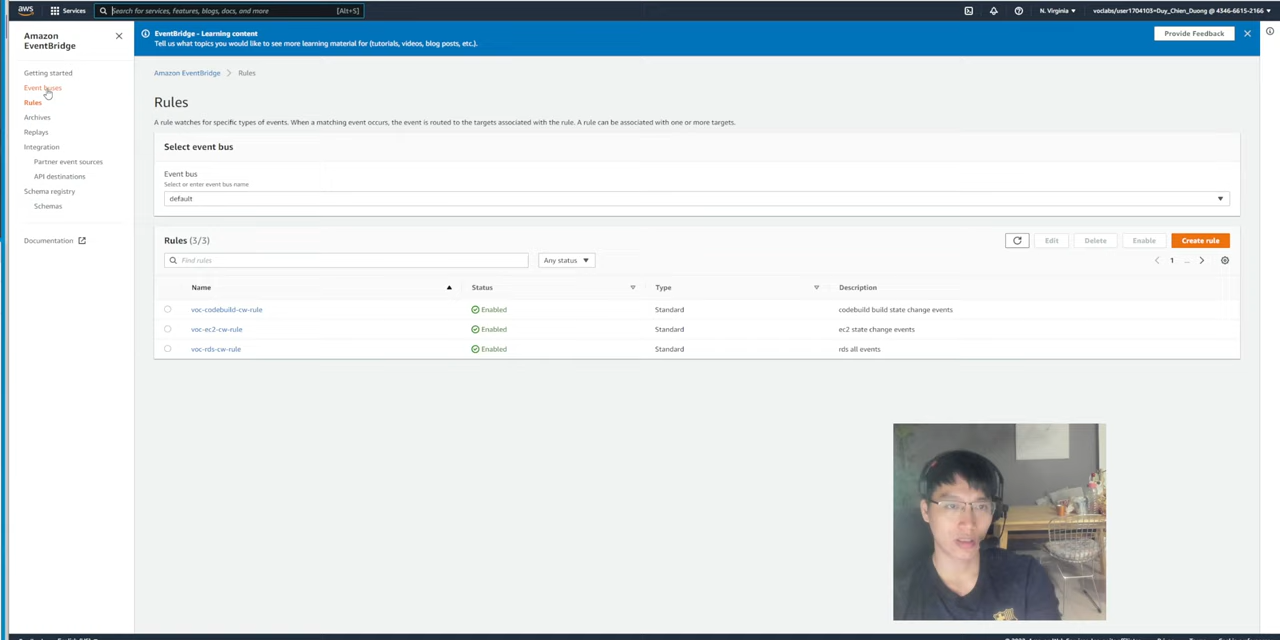 aws
Services
Search for services, features, blogs, docs, and more
[Alt+S]
N. Virginia
voclabs/user1704103=Duy_Chien_Duong @ 4346-6615-2166
Amazon
EventBridge
Getting started
Event buses
Rules
Archives
Replays
Integration
Partner event sources
API destinations
Schema registry
Schemas
Documentation
EventBridge - Learning content
Tell us what topics you would like to see more learning material for (tutorials, videos, blog posts, etc.).
Provide Feedback
Amazon EventBridge
Rules
Rules
A rule watches for specific types of events. When a matching event occurs, the event is routed to the targets associated with the rule. A rule can be associated with one or more targets.
Select event bus
Event bus
Select or enter event bus name
default
Rules (3/3)
Edit
Delete
Enable
Create rule
Find rules
Any status
1
...
Name
Status
Type
Description
voc-codebuild-cw-rule
Enabled
Standard
codebuild build state change events
voc-ec2-cw-rule
Enabled
Standard
ec2 state change events
voc-rds-cw-rule
Enabled
Standard
rds all events